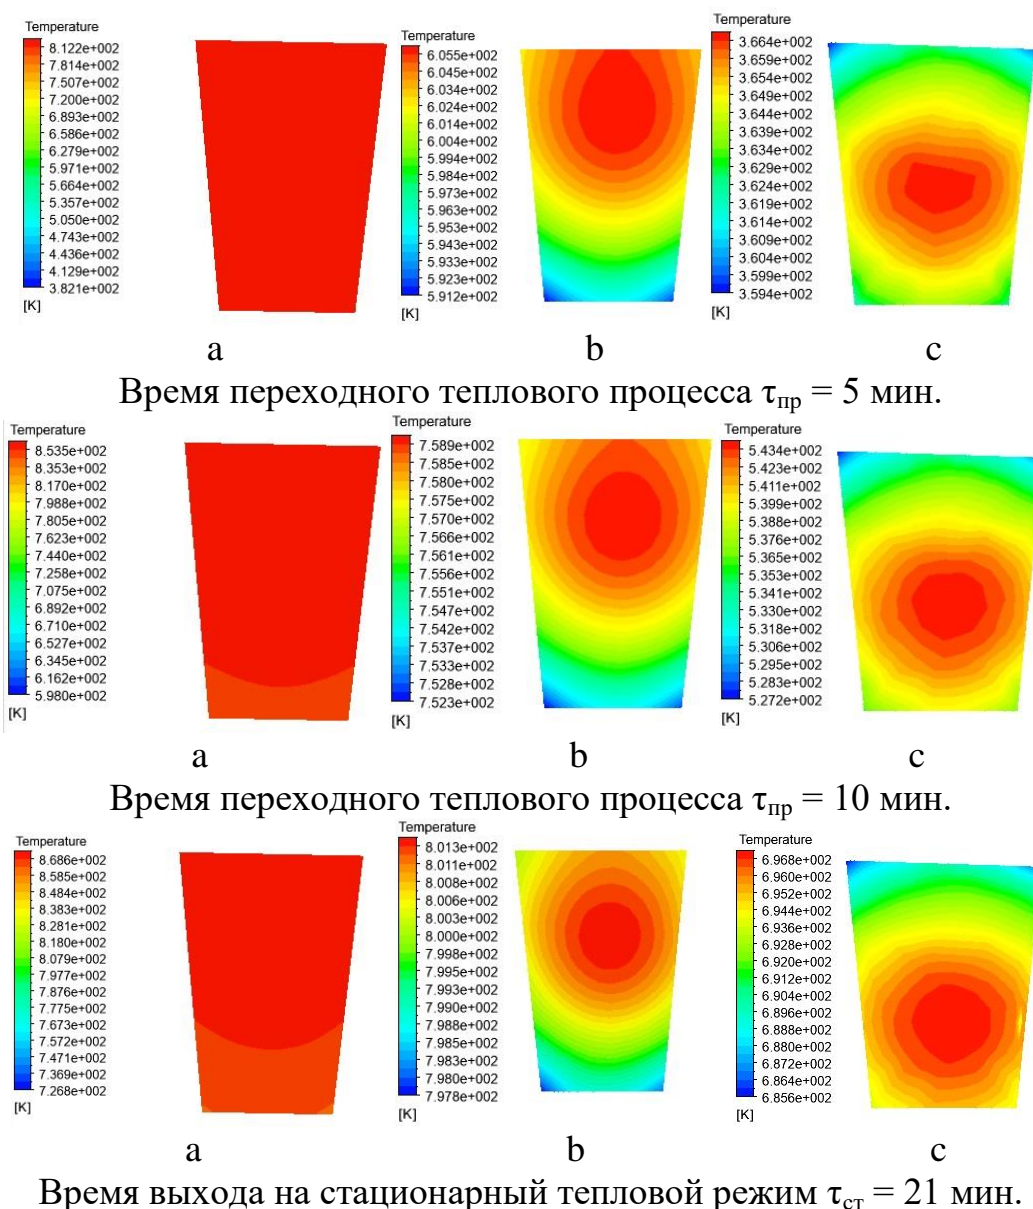 Temperature
8.122e+002
7.814e+002
7.507e+002
7.200e+002
6.893e+002
6.586e+002
6.279e+002
5.971e+002
5.664e+002
5.357e+002
5.050e+002
4.743e+002
4.436e+002
4.129e+002
3.821e+002
[K]
a
Temperature
6.055e+002
6.045e+002
6.034e+002
6.024e+002
6.014e+002
6.004e+002
5.994e+002
5.984e+002
5.973e+002
5.963e+002
5.953e+002
5.943e+002
5.933e+002
5.923e+002
5.912e+002
[K]
b
Temperature
3.664e+002
3.659e+002
3.654e+002
3.649e+002
3.644e+002
3.639e+002
3.634e+002
3.629e+002
3.624e+002
3.619e+002
3.614e+002
3.609e+002
3.604e+002
3.599e+002
3.594e+002
[K]
c
Время переходного теплового процесса τпр = 5 мин.
Temperature
8.535e+002
8.353e+002
8.170e+002
7.988e+002
7.805e+002
7.623e+002
7.440e+002
7.258e+002
7.075e+002
6.892e+002
6.710e+002
6.527e+002
6.345e+002
6.162e+002
5.980e+002
[K]
a
Temperature
7.589e+002
7.585e+002
7.580e+002
7.575e+002
7.570e+002
7.566e+002
7.561e+002
7.556e+002
7.551e+002
7.547e+002
7.542e+002
7.537e+002
7.533e+002
7.528e+002
7.523e+002
[K]
b
Temperature
5.434e+002
5.423e+002
5.411e+002
5.399e+002
5.388e+002
5.376e+002
5.365e+002
5.353e+002
5.341e+002
5.330e+002
5.318e+002
5.306e+002
5.295e+002
5.283e+002
5.272e+002
[K]
c
Время переходного теплового процесса τпр = 10 мин.
Temperature
8.686e+002
8.585e+002
8.484e+002
8.383e+002
8.281e+002
8.180e+002
8.079e+002
7.977e+002
7.876e+002
7.775e+002
7.673e+002
7.572e+002
7.471e+002
7.369e+002
7.268e+002
[K]
a
Temperature
8.013e+002
8.011e+002
8.008e+002
8.006e+002
8.003e+002
8.000e+002
7.998e+002
7.995e+002
7.993e+002
7.990e+002
7.988e+002
7.985e+002
7.983e+002
7.980e+002
7.978e+002
[K]
b
Temperature
6.968e+002
6.960e+002
6.952e+002
6.944e+002
6.936e+002
6.928e+002
6.920e+002
6.912e+002
6.904e+002
6.896e+002
6.888e+002
6.880e+002
6.872e+002
6.864e+002
6.856e+002
[K]
c
Время выхода на стационарный тепловой режим τст = 21 мин.